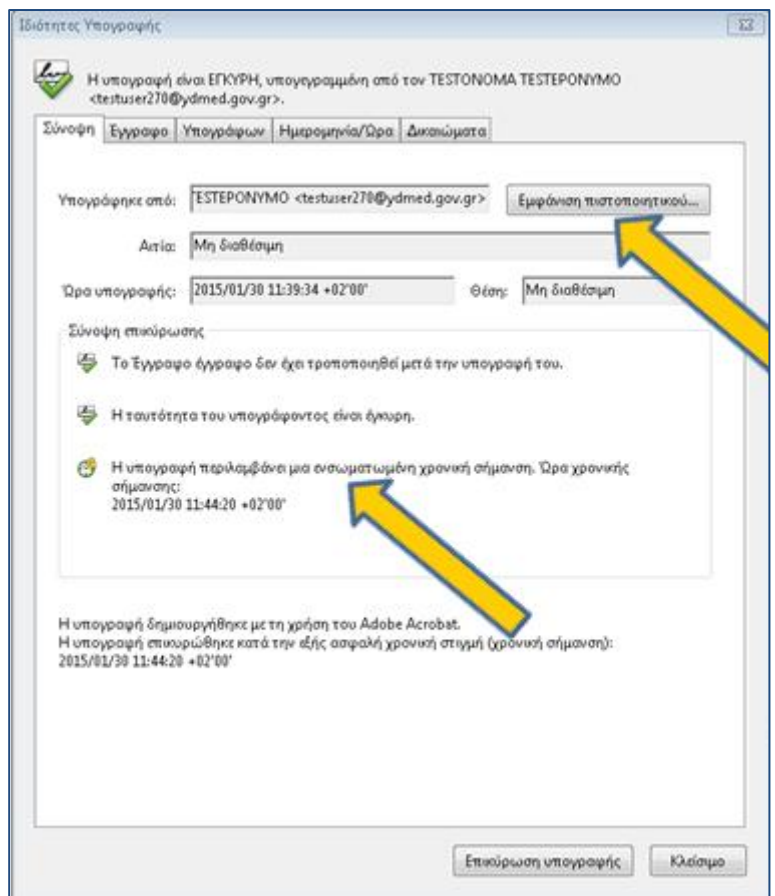 Ιδιότητες Υπογραφής
Η υπογραφή είναι ΕΓΚΥΡΗ, υπογεγραμμένη από τον TESTONOMA TESTEPONYMO
<testuser270@ydmed.gov.gr>.
Σύνοψη Έγγραφο Υπογράφων Ημερομηνία/Ώρα Δικαιώματα
Υπογράφηκε από: TESTEPONYMO <testuser270@ydmed.gov.gr> Εμφάνιση πιστοποιητικού...
Αιτία: Μη διαθέσιμη
Ώρα υπογραφής: 2015/01/30 11:39:34 +02'00' Θέση: Μη διαθέσιμη
Σύνοψη επικύρωσης
Το Έγγραφο έγγραφο δεν έχει τροποποιηθεί μετά την υπογραφή του.
Η ταυτότητα του υπογράφοντος είναι έγκυρη.
Η υπογραφή περιλαμβάνει μια ενσωματωμένη χρονική σήμανση. Ώρα χρονικής
σήμανσης:
2015/01/30 11:44:20 +02'00'
Η υπογραφή δημιουργήθηκε με τη χρήση του Adobe Acrobat.
Η υπογραφή επικυρώθηκε κατά την εξής ασφαλή χρονική στιγμή (χρονική σήμανση):
2015/01/30 11:44:20 +02'00'
Επικύρωση υπογραφής Κλείσιμο